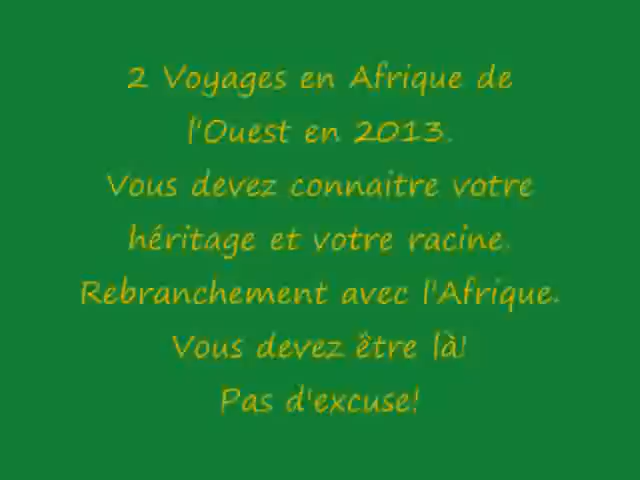 2 Voyages en Afrique de
l'Ouest en 2013.
Vous devez connaitre votre
héritage et votre racine.
Rebranchement avec l'Afrique.
Vous devez être là!
Pas d'excuse!